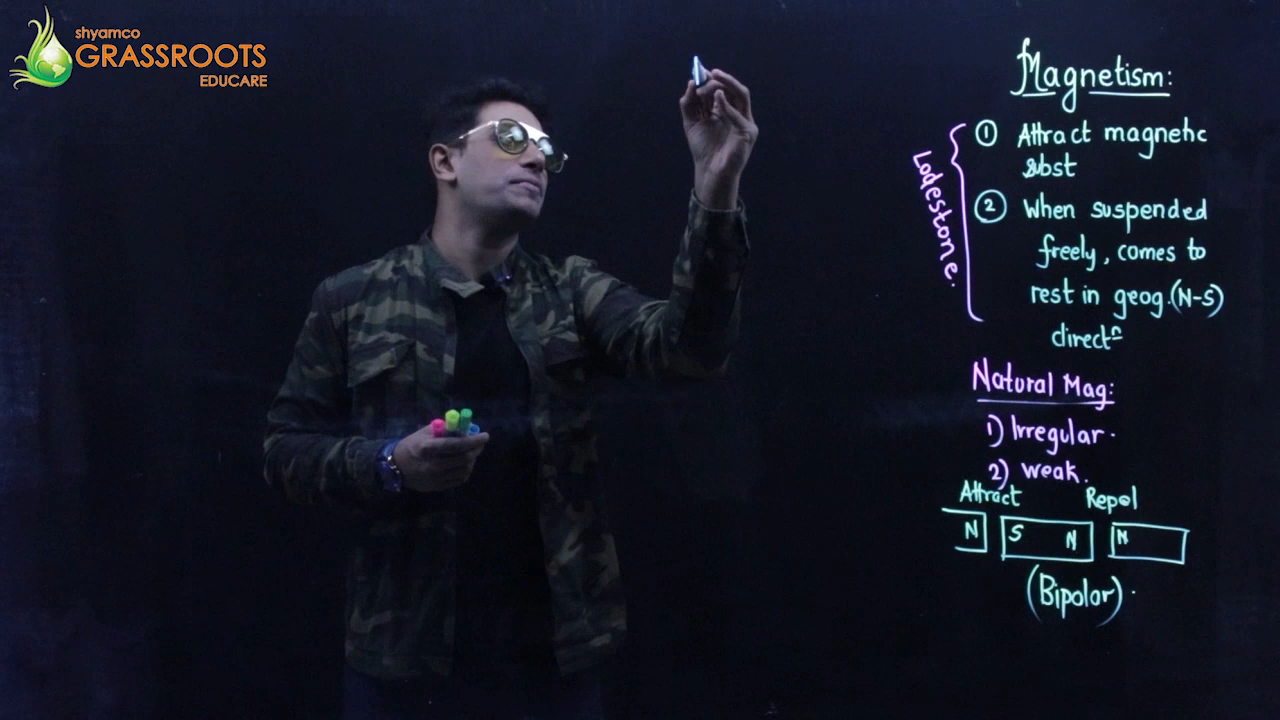 shyamco
GRASSROOTS
EDUCARE
Magnetism:
① Attract magnetic
subst
② When suspended
freely, comes to
rest in geog.(N-S)
directⁿ
Lodestone.
Natural Mag:
1) Irregular.
2) weak.
Attract Repel
N S N N
(Bipolar).